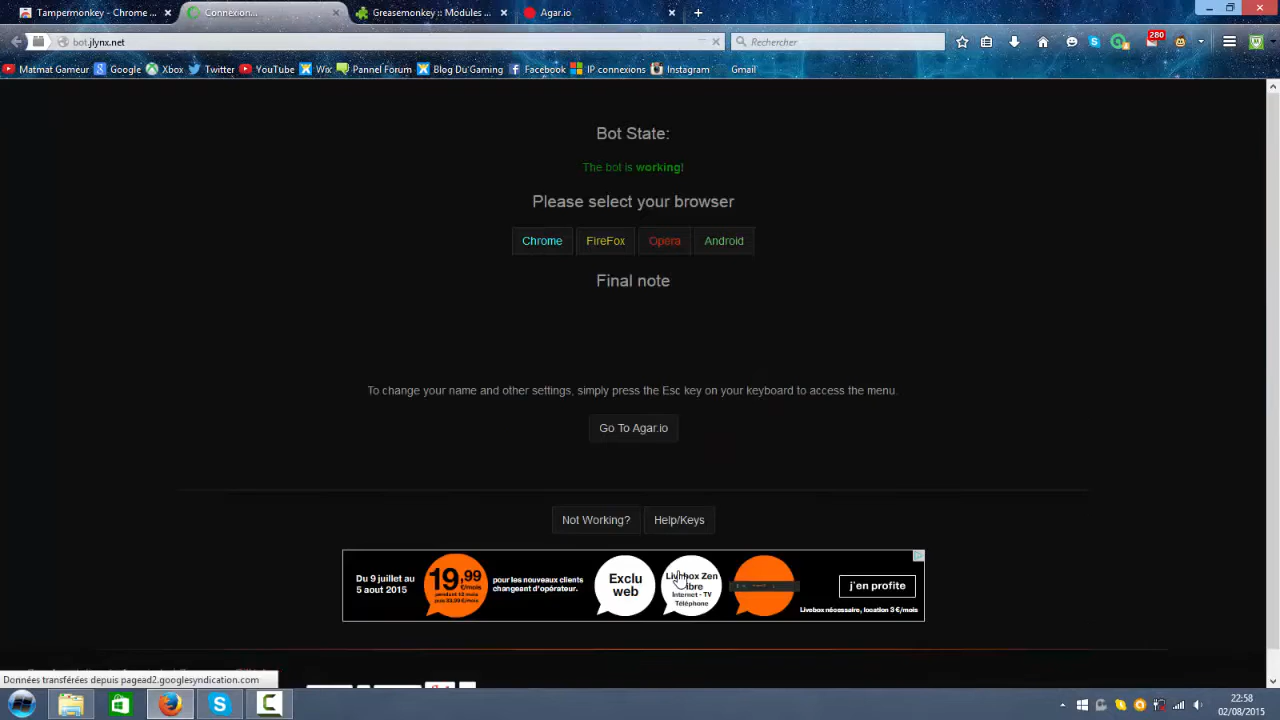 Tampermonkey - Chrome ...
Connexion...
Greasemonkey :: Modules ...
Agar.io
bot.jlynx.net
Rechercher
280
Matmat Gameur
Google
Xbox
Twitter
YouTube
Wix
Pannel Forum
Blog Du Gaming
Facebook
IP connexions
Instagram
Gmail
Bot State:
The bot is working!
Please select your browser
Chrome
FireFox
Opera
Android
Final note
To change your name and other settings, simply press the Esc key on your keyboard to access the menu.
Go To Agar.io
Not Working?
Help/Keys
Du 9 juillet au
5 aout 2015
19,99
€/mois
pour les nouveaux clients
changeant d'opérateur.
Exclu
web
Internet - TV
Téléphone
j'en profite
Livebox nécessaire, location 3 €/mois
Données transférées depuis pagead2.googlesyndication.com
22:58
02/08/2015